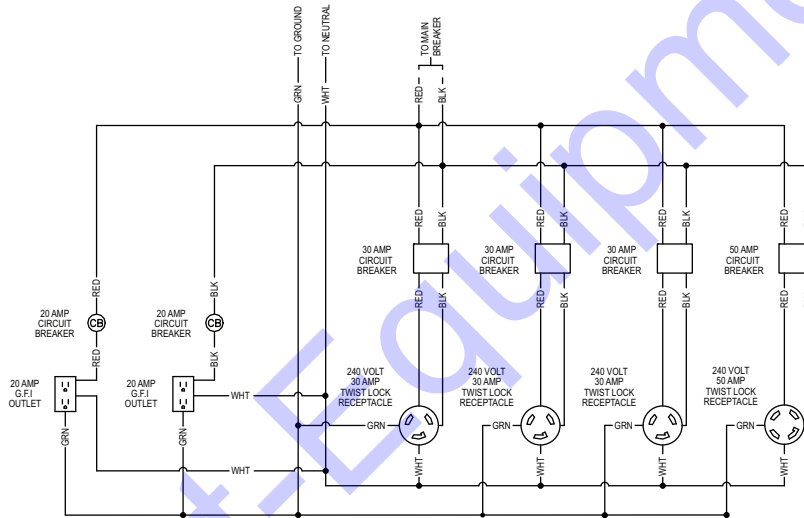 TO GROUND
TO NEUTRAL
TO MAIN
BREAKER
GRN
WHT
RED
BLK
RED
BLK
RED
BLK
RED
BLK
RED
30 AMP
CIRCUIT
BREAKER
30 AMP
CIRCUIT
BREAKER
30 AMP
CIRCUIT
BREAKER
50 AMP
CIRCUIT
BREAKER
RED
BLK
RED
BLK
RED
BLK
RED
BLK
RED
20 AMP
CIRCUIT
BREAKER
CB
20 AMP
CIRCUIT
BREAKER
CB
RED
BLK
20 AMP
G.F.I
OUTLET
20 AMP
G.F.I
OUTLET
WHT
240 VOLT
30 AMP
TWIST LOCK
RECEPTACLE
240 VOLT
30 AMP
TWIST LOCK
RECEPTACLE
240 VOLT
30 AMP
TWIST LOCK
RECEPTACLE
240 VOLT
50 AMP
TWIST LOCK
RECEPTACLE
GRN
GRN
GRN
GRN
GRN
GRN
WHT
WHT
WHT
WHT
WHT
t-Equipm